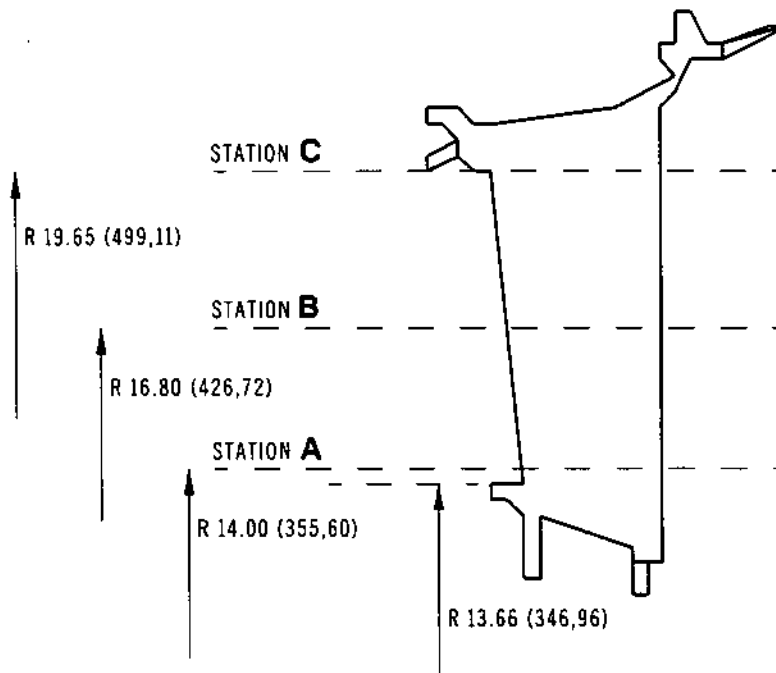 STATION C
R 19.65 (499,11)
STATION B
R 16.80 (426,72)
STATION A
R 14.00 (355,60)
R 13.66 (346,96)